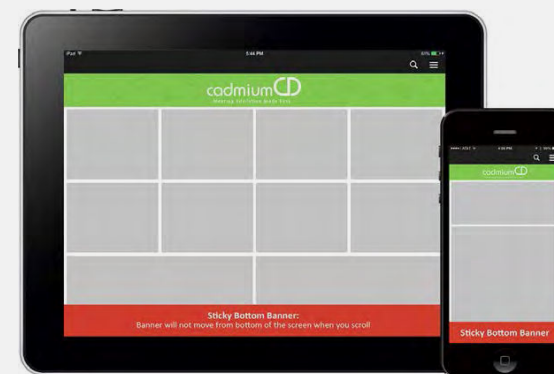 iPad
5:44 PM
cadmiumCD
Sticky Bottom Banner:
Banner will not move from bottom of the screen when you scroll
cadmiumCD
Sticky Bottom Banner